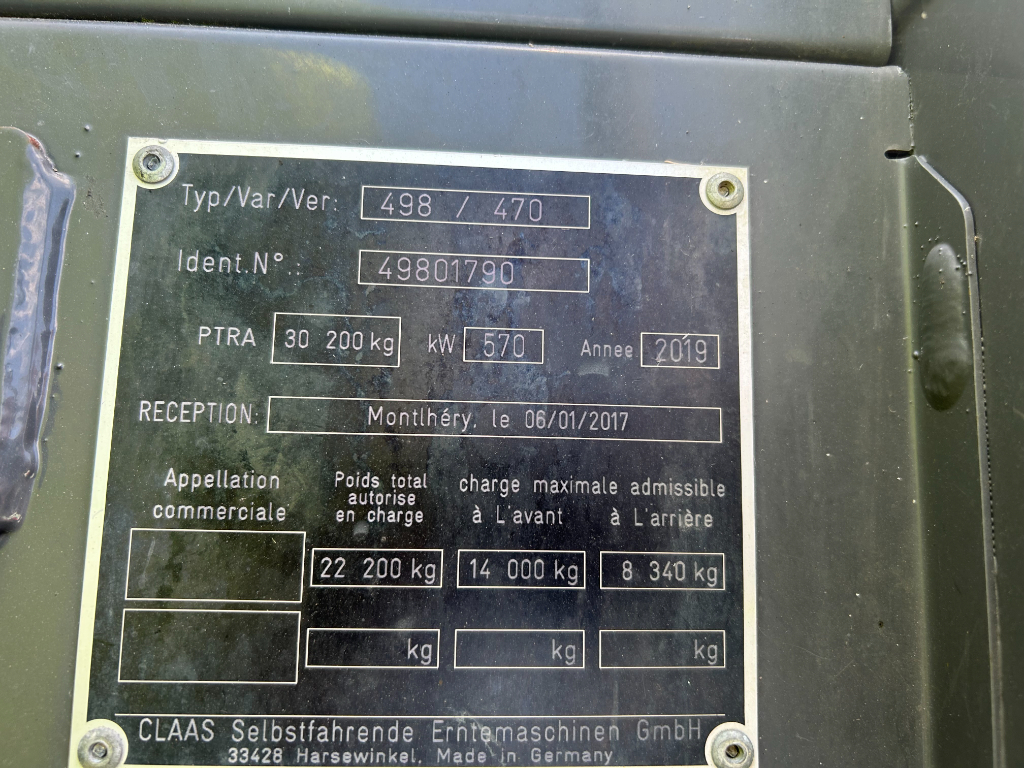 Typ/Var/Ver: 498 / 470
Ident.N°.: 49801790
PTRA 30 200 kg kW 570 Annee 2019
RECEPTION: Montlhéry, le 06/01/2017
Appellation commerciale
Poids total autorise en charge
charge maximale admissible
à L'avant à L'arrière
22 200 kg 14 000 kg 8 340 kg
kg kg kg
CLAAS Selbstfahrende Erntemaschinen GmbH
33428 Harsewinkel, Made in Germany